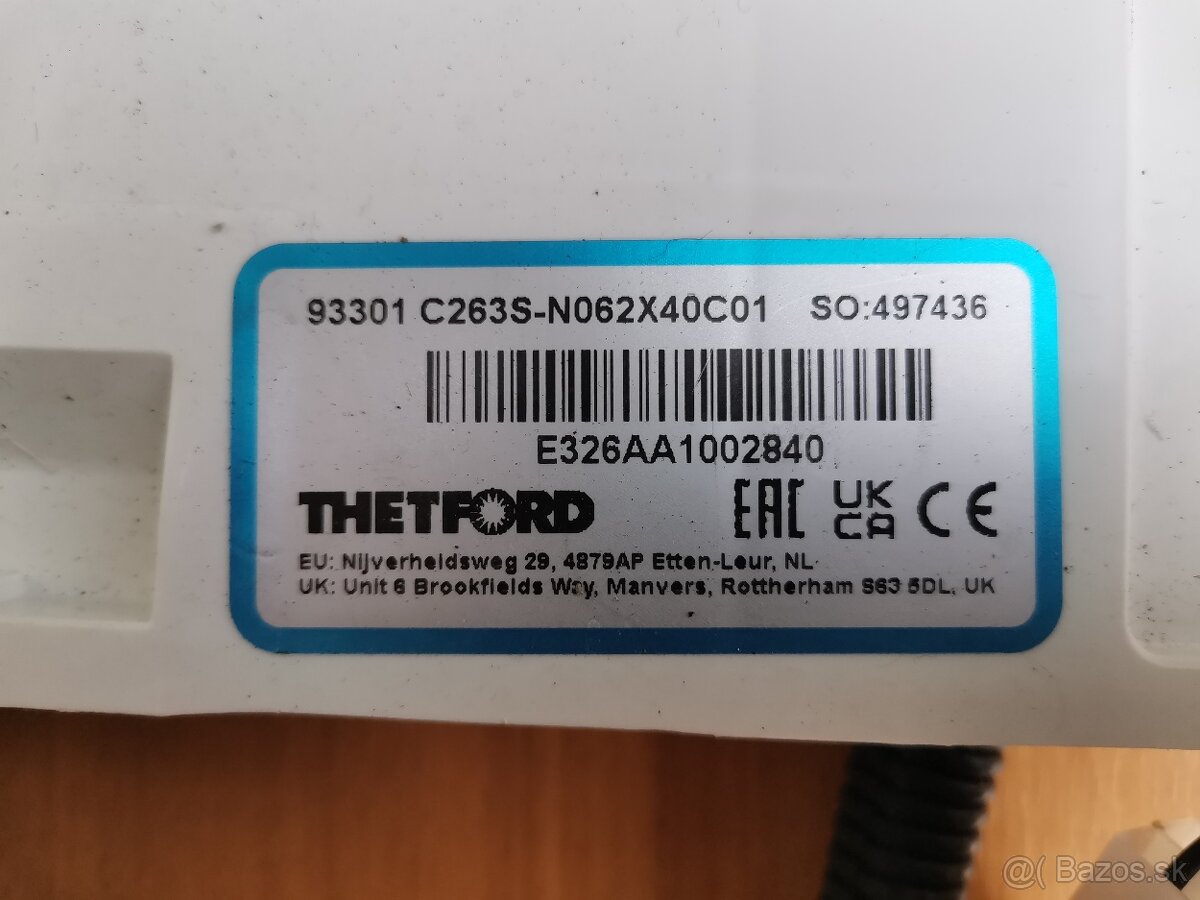 93301 C263S-N062X40C01 SO:497436
E326AA1002840
THETFORD EAC UK CA CE
EU: Nijverheidsweg 29, 4879AP Etten-Leur, NL
UK: Unit 6 Brookfields Way, Manvers, Rottherham S63 5DL, UK
@( Bazos.sk